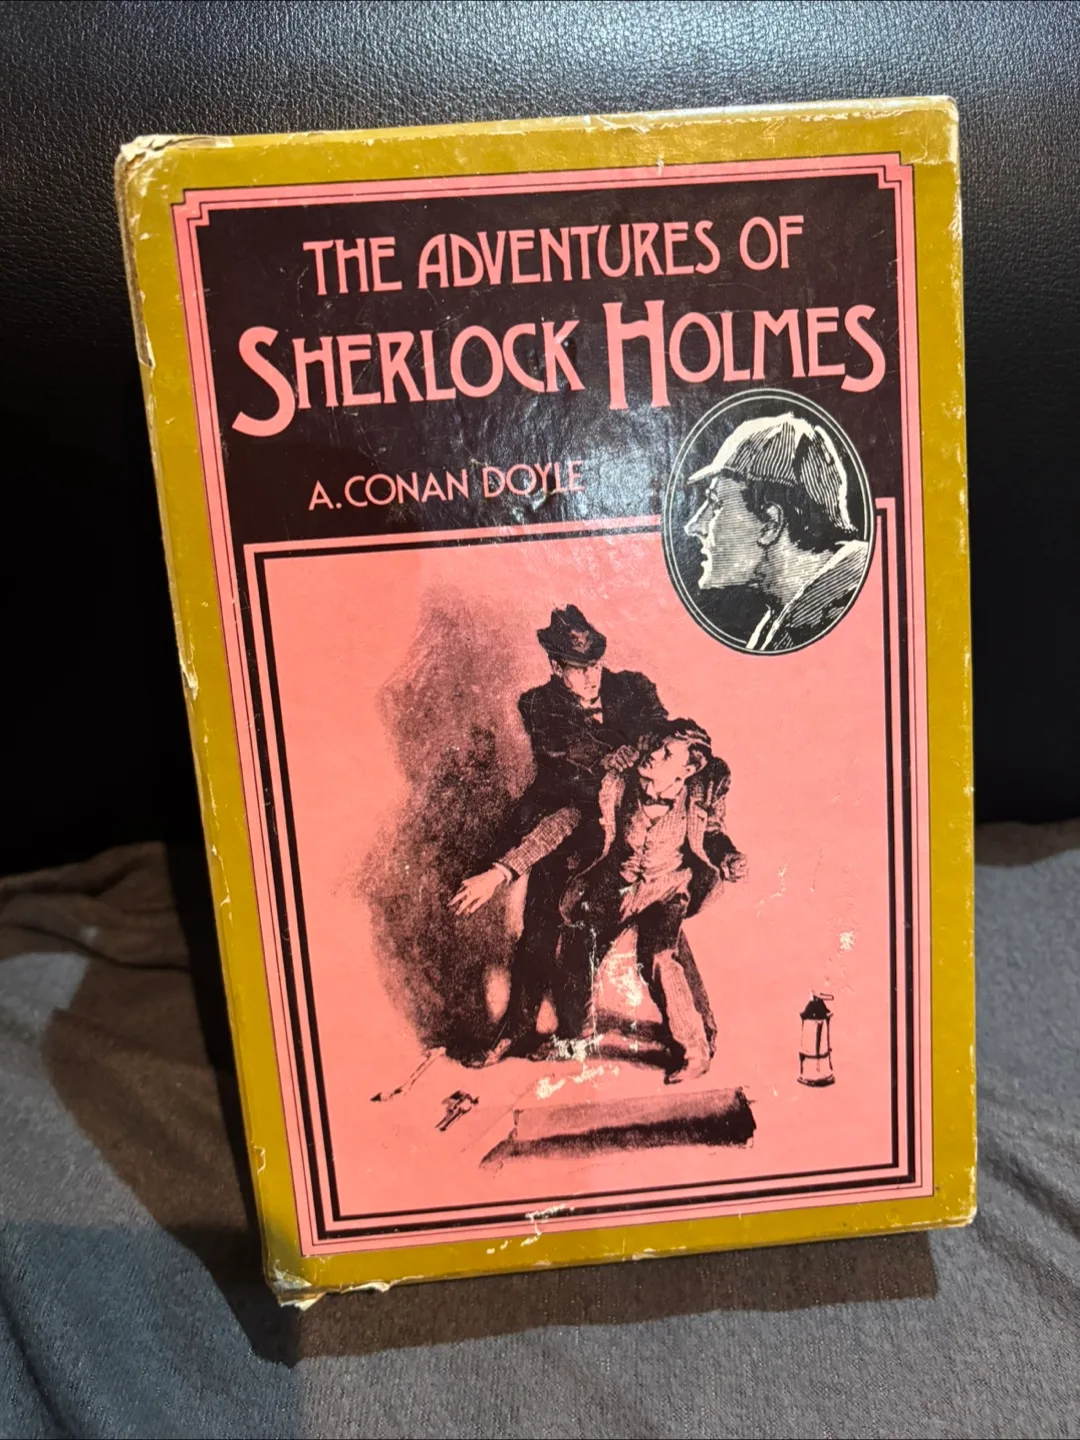 THE ADVENTURES OF
SHERLOCK HOLMES
A. CONAN DOYLE